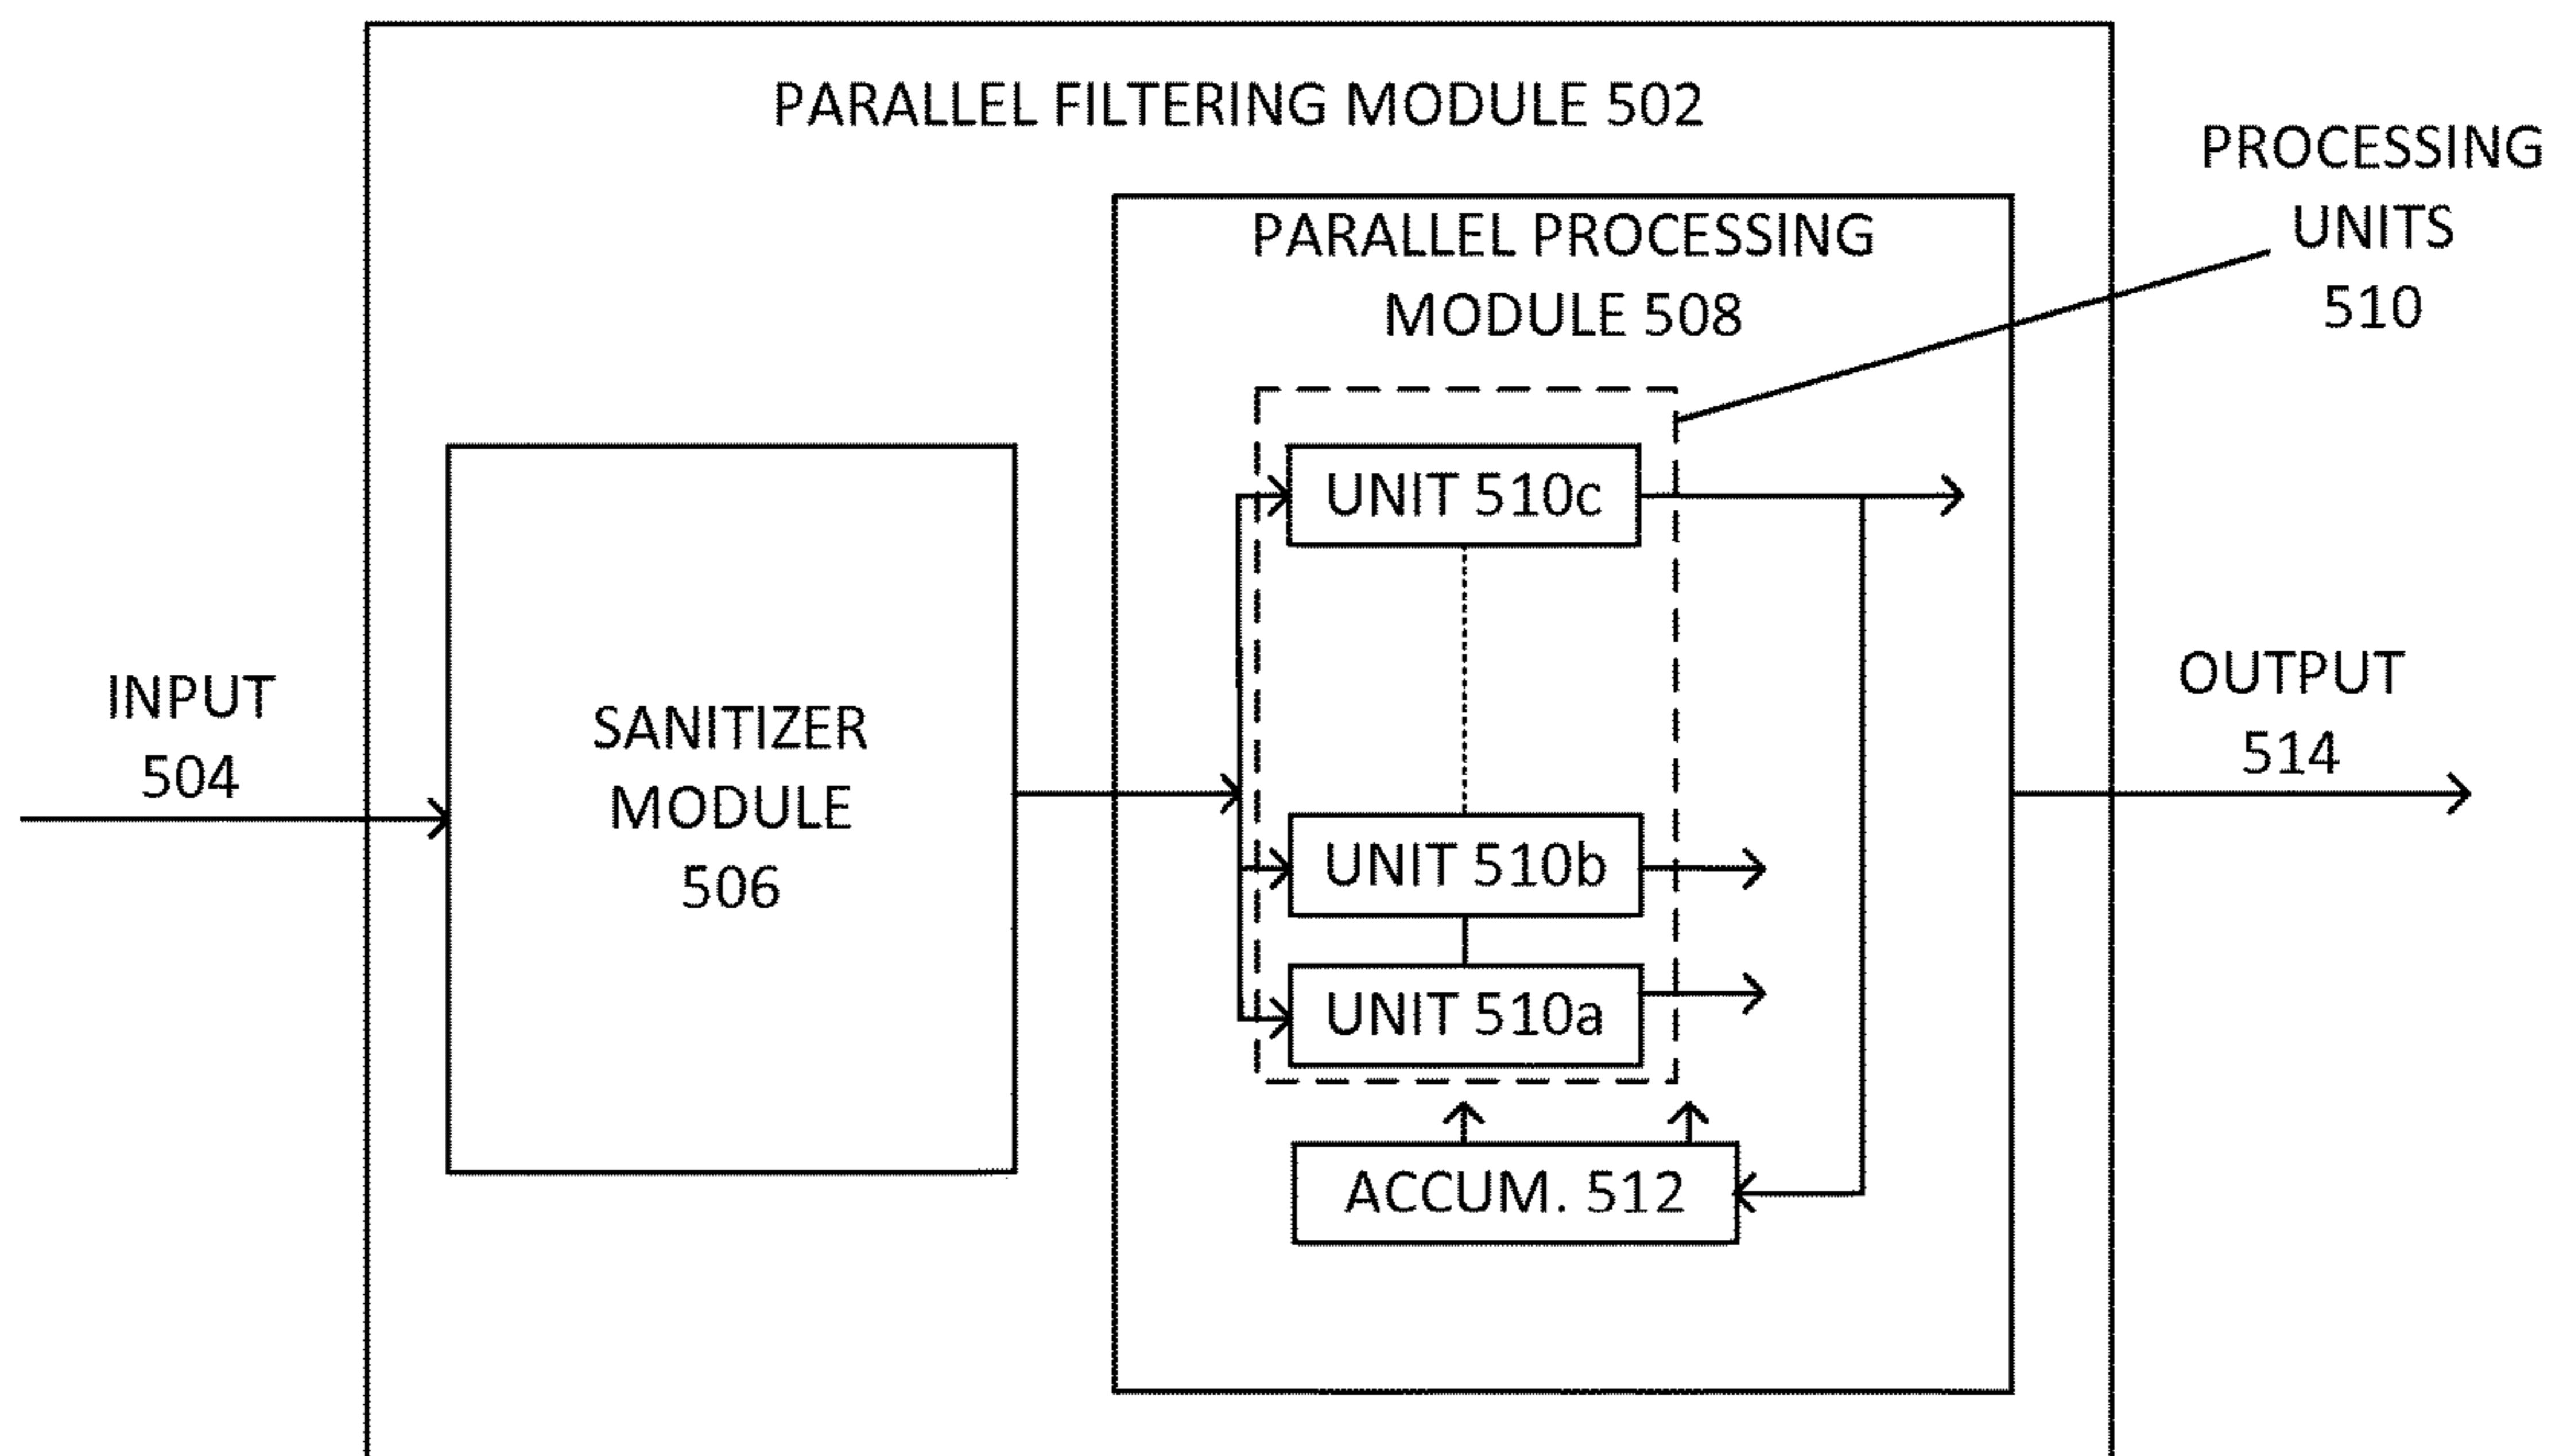 PARALLEL FILTERING MODULE 502
PROCESSING
UNITS
510
PARALLEL PROCESSING
MODULE 508
UNIT 510c
INPUT
504
SANITIZER
MODULE
506
OUTPUT
514
UNIT 510b
UNIT 510a
ACCUM. 512